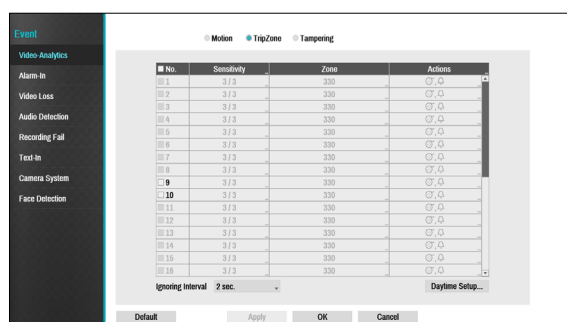 Event
Video-Analytics
Alarm-In
Video Loss
Audio Detection
Recording Fail
Text-In
Camera System
Face Detection
Motion TripZone Tampering
No. Sensitivity Zone Actions
1 3 / 3 330
2 3 / 3 330
3 3 / 3 330
4 3 / 3 330
5 3 / 3 330
6 3 / 3 330
7 3 / 3 330
8 3 / 3 330
9 3 / 3 330
10 3 / 3 330
11 3 / 3 330
12 3 / 3 330
13 3 / 3 330
14 3 / 3 330
15 3 / 3 330
16 3 / 3 330
Ignoring Interval 2 sec. Daytime Setup...
Default Apply OK Cancel